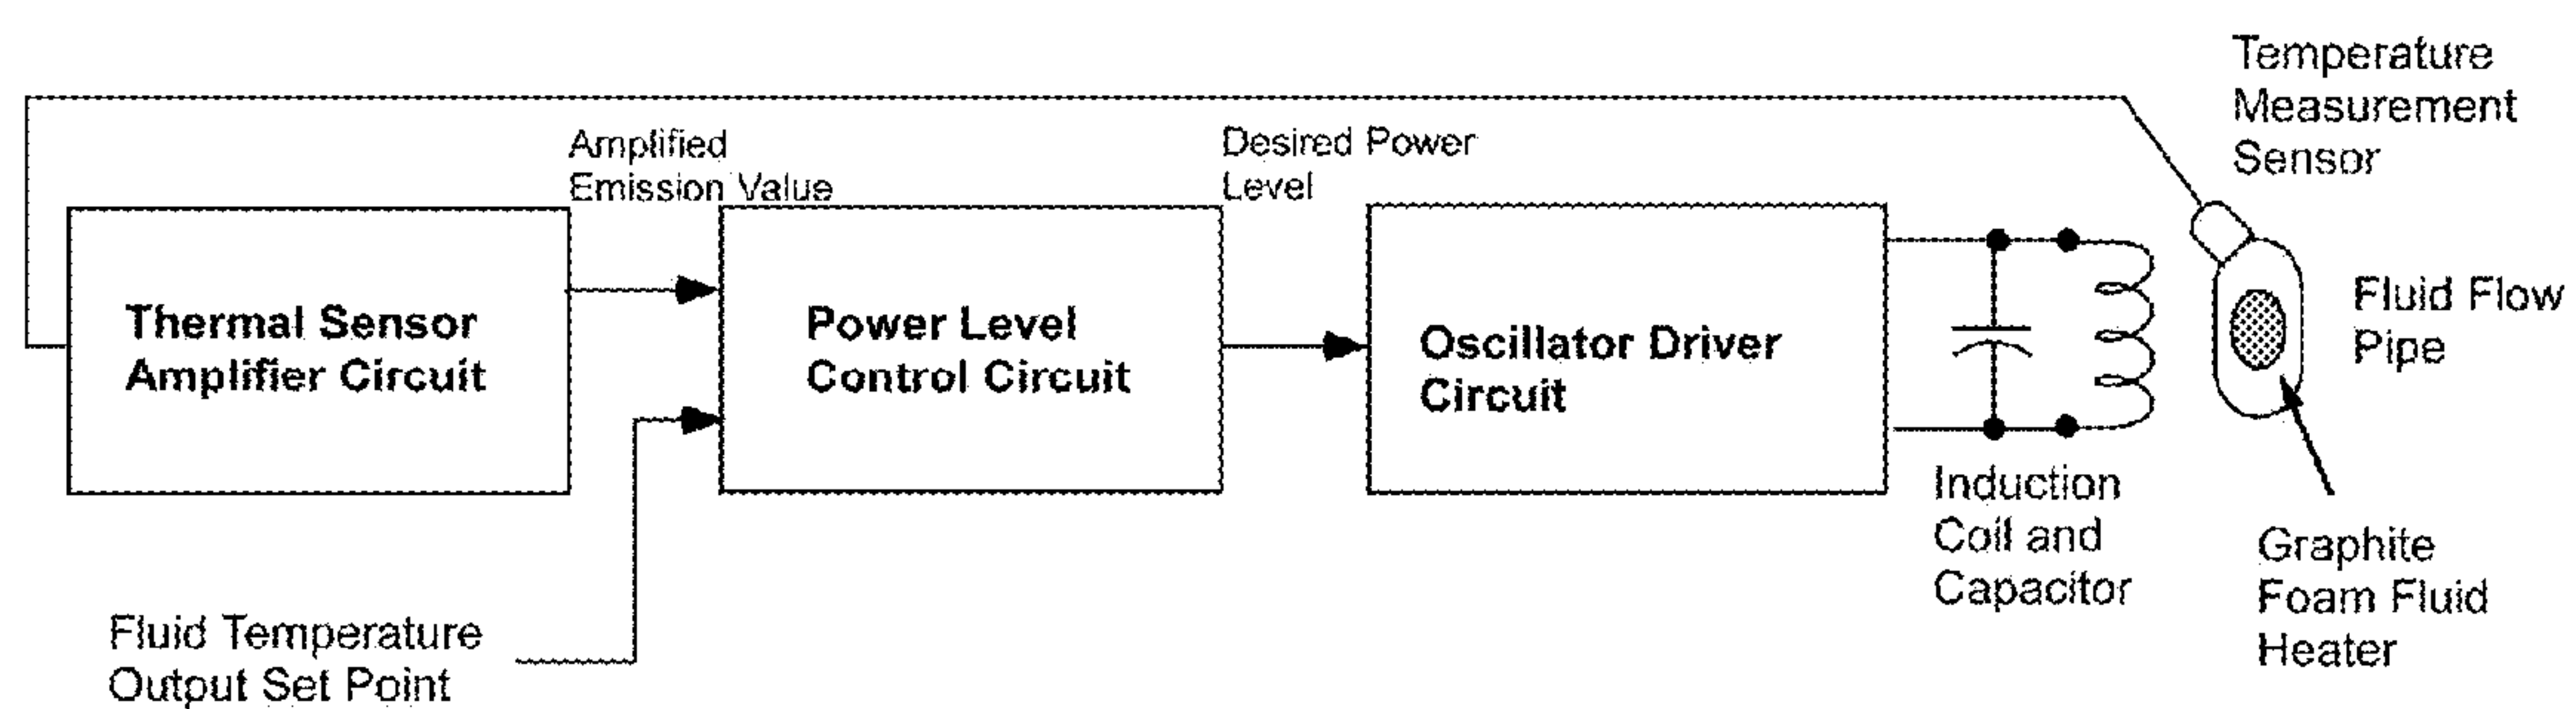 Temperature
Measurement
Sensor
Amplified
Emission Value
Desired Power
Level
Thermal Sensor
Amplifier Circuit
Power Level
Control Circuit
Oscillator Driver
Circuit
Fluid Flow
Pipe
Induction
Coil and
Capacitor
Graphite
Foam Fluid
Heater
Fluid Temperature
Output Set Point